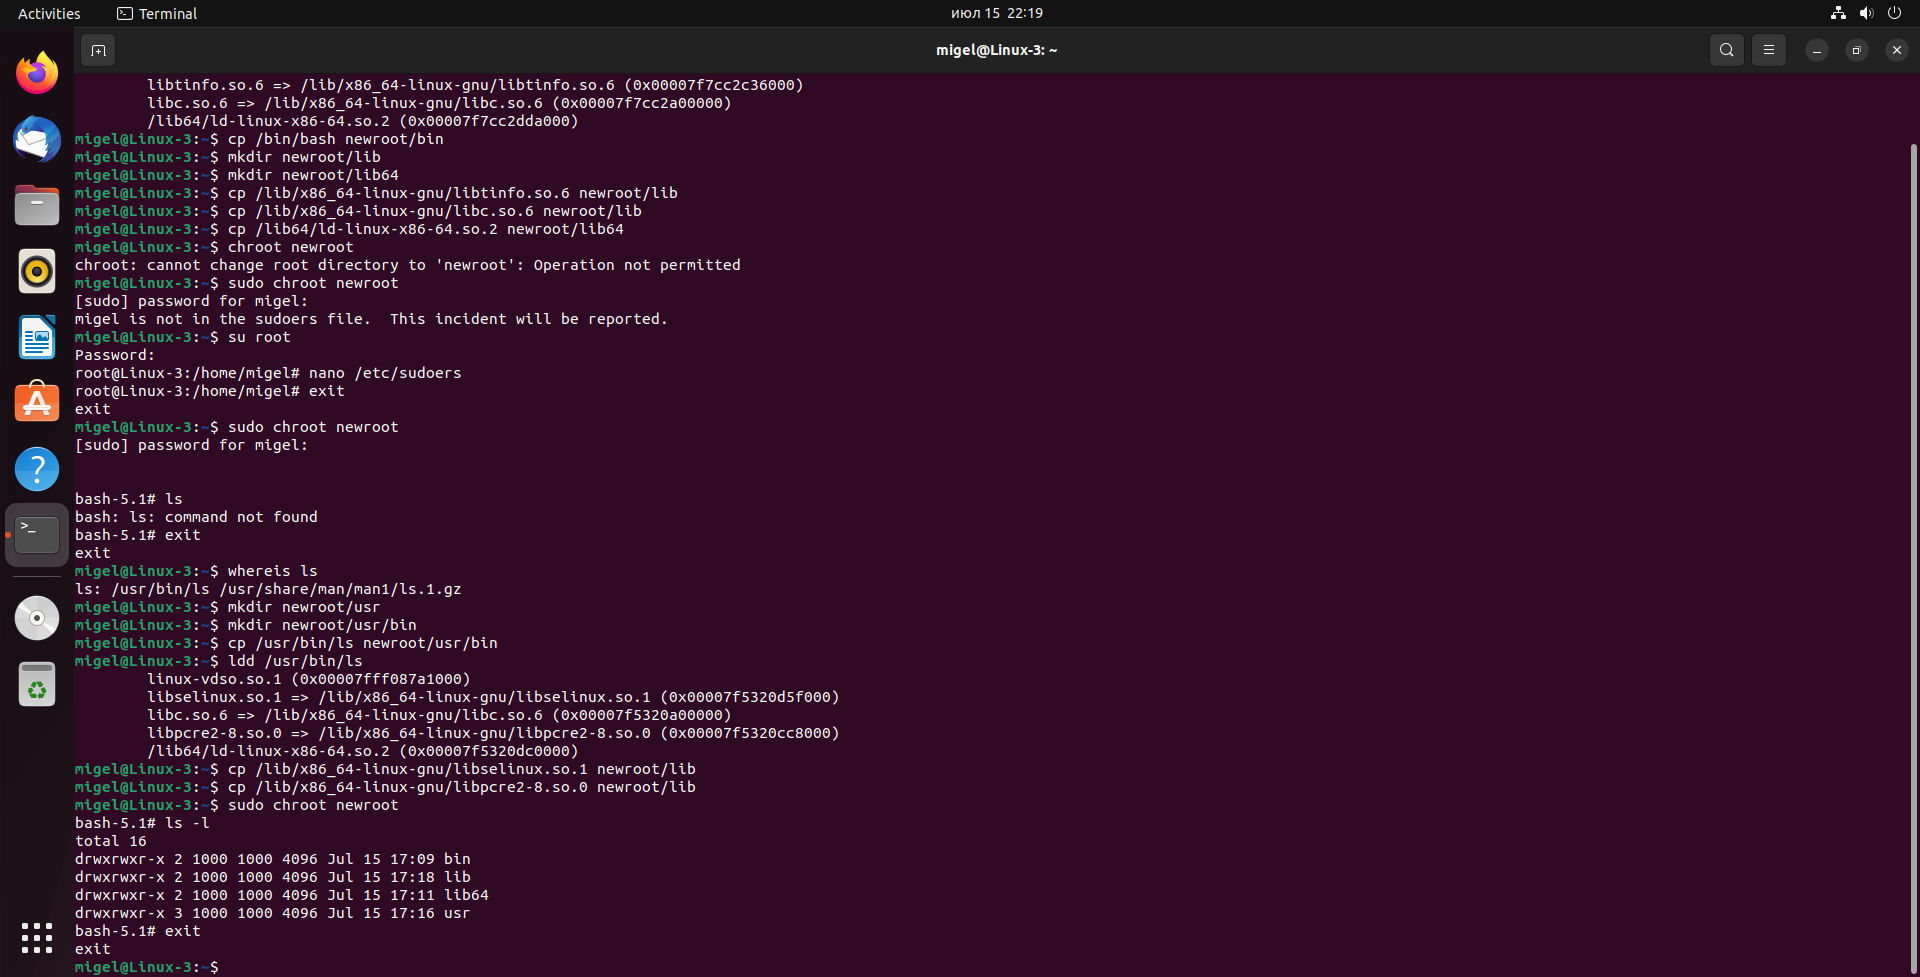 Activities
Terminal
июл 15 22:19
migel@Linux-3: ~
libtinfo.so.6 => /lib/x86_64-linux-gnu/libtinfo.so.6 (0x00007f7cc2c36000)
libc.so.6 => /lib/x86_64-linux-gnu/libc.so.6 (0x00007f7cc2a00000)
/lib64/ld-linux-x86-64.so.2 (0x00007f7cc2dda000)
migel@Linux-3:~$ cp /bin/bash newroot/bin
migel@Linux-3:~$ mkdir newroot/lib
migel@Linux-3:~$ mkdir newroot/lib64
migel@Linux-3:~$ cp /lib/x86_64-linux-gnu/libtinfo.so.6 newroot/lib
migel@Linux-3:~$ cp /lib/x86_64-linux-gnu/libc.so.6 newroot/lib
migel@Linux-3:~$ cp /lib64/ld-linux-x86-64.so.2 newroot/lib64
migel@Linux-3:~$ chroot newroot
chroot: cannot change root directory to 'newroot': Operation not permitted
migel@Linux-3:~$ sudo chroot newroot
[sudo] password for migel:
migel is not in the sudoers file.  This incident will be reported.
migel@Linux-3:~$ su root
Password:
root@Linux-3:/home/migel# nano /etc/sudoers
root@Linux-3:/home/migel# exit
exit
migel@Linux-3:~$ sudo chroot newroot
[sudo] password for migel:
bash-5.1# ls
bash: ls: command not found
bash-5.1# exit
exit
migel@Linux-3:~$ whereis ls
ls: /usr/bin/ls /usr/share/man/man1/ls.1.gz
migel@Linux-3:~$ mkdir newroot/usr
migel@Linux-3:~$ mkdir newroot/usr/bin
migel@Linux-3:~$ cp /usr/bin/ls newroot/usr/bin
migel@Linux-3:~$ ldd /usr/bin/ls
linux-vdso.so.1 (0x00007fff087a1000)
libselinux.so.1 => /lib/x86_64-linux-gnu/libselinux.so.1 (0x00007f5320d5f000)
libc.so.6 => /lib/x86_64-linux-gnu/libc.so.6 (0x00007f5320a00000)
libpcre2-8.so.0 => /lib/x86_64-linux-gnu/libpcre2-8.so.0 (0x00007f5320cc8000)
/lib64/ld-linux-x86-64.so.2 (0x00007f5320dc0000)
migel@Linux-3:~$ cp /lib/x86_64-linux-gnu/libselinux.so.1 newroot/lib
migel@Linux-3:~$ cp /lib/x86_64-linux-gnu/libpcre2-8.so.0 newroot/lib
migel@Linux-3:~$ sudo chroot newroot
bash-5.1# ls -l
total 16
drwxrwxr-x 2 1000 1000 4096 Jul 15 17:09 bin
drwxrwxr-x 2 1000 1000 4096 Jul 15 17:18 lib
drwxrwxr-x 2 1000 1000 4096 Jul 15 17:11 lib64
drwxrwxr-x 3 1000 1000 4096 Jul 15 17:16 usr
bash-5.1# exit
exit
migel@Linux-3:~$